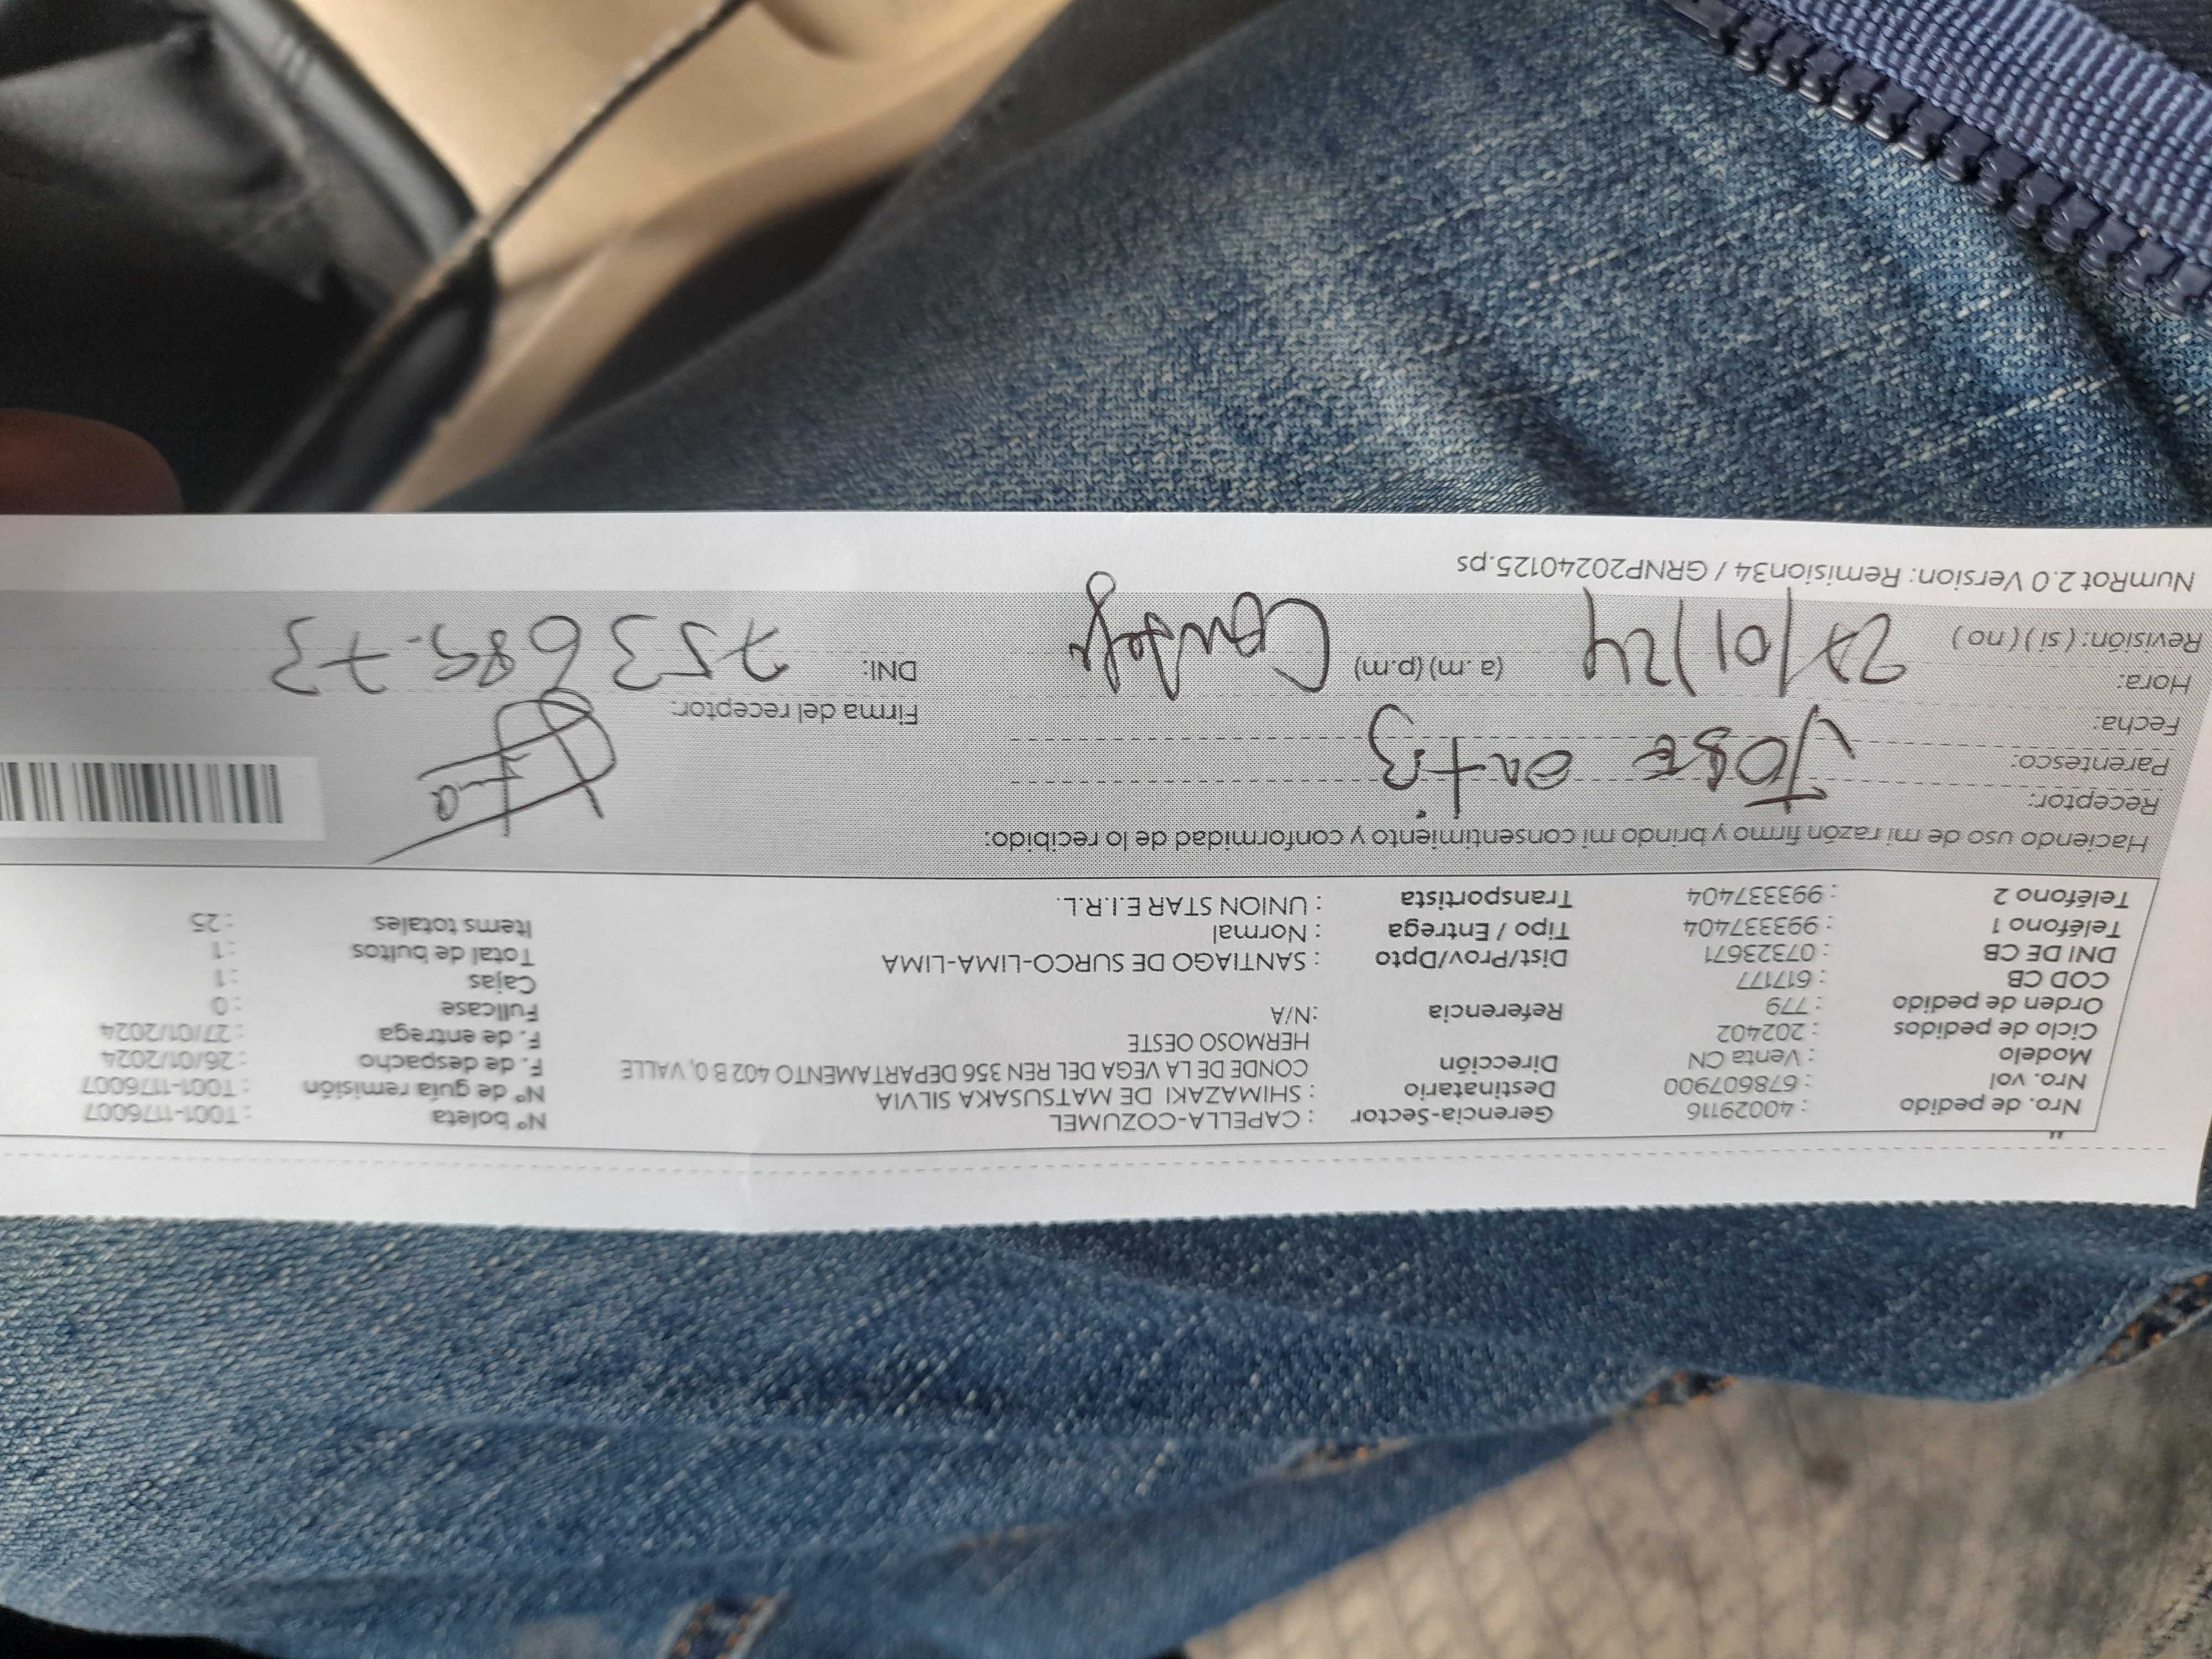 Nro. de pedido : 40029116 Gerencia-Sector : CAPELLA-COZUMEL Nº boleta : T001-1176007
Nro. vol : 678607900 Destinatario : SHIMAZAKI DE MATSUSAKA SILVIA Nº de guía remisión : T001-1176007
Modelo : Venta CN Dirección CONDE DE LA VEGA DEL REN 356 DEPARTAMENTO 402 B 0, VALLE F. de despacho : 26/01/2024
Ciclo de pedidos : 202402 HERMOSO OESTE F. de entrega : 27/01/2024
Orden de pedido : 779 Referencia :N/A Fullcase : 0
COD CB : 617177 Cajas : 1
DNI DE CB : 07323671 Dist/Prov/Dpto : SANTIAGO DE SURCO-LIMA-LIMA Total de bultos : 1
Teléfono 1 : 993337404 Tipo / Entrega : Normal Items totales : 25
Teléfono 2 : 993337404 Transportista : UNION STAR E.I.R.L.
Haciendo uso de mi razón firmo y brindo mi consentimiento y conformidad de lo recibido:
Receptor:
Parentesco: JOSE
Fecha: Firma del receptor:
Hora: 27/01/24 (a. m) (p.m) DNI:
Revisión: ( si ) ( no )
NumRot 2.0 Version: Remision34 / GRNP20240125.ps